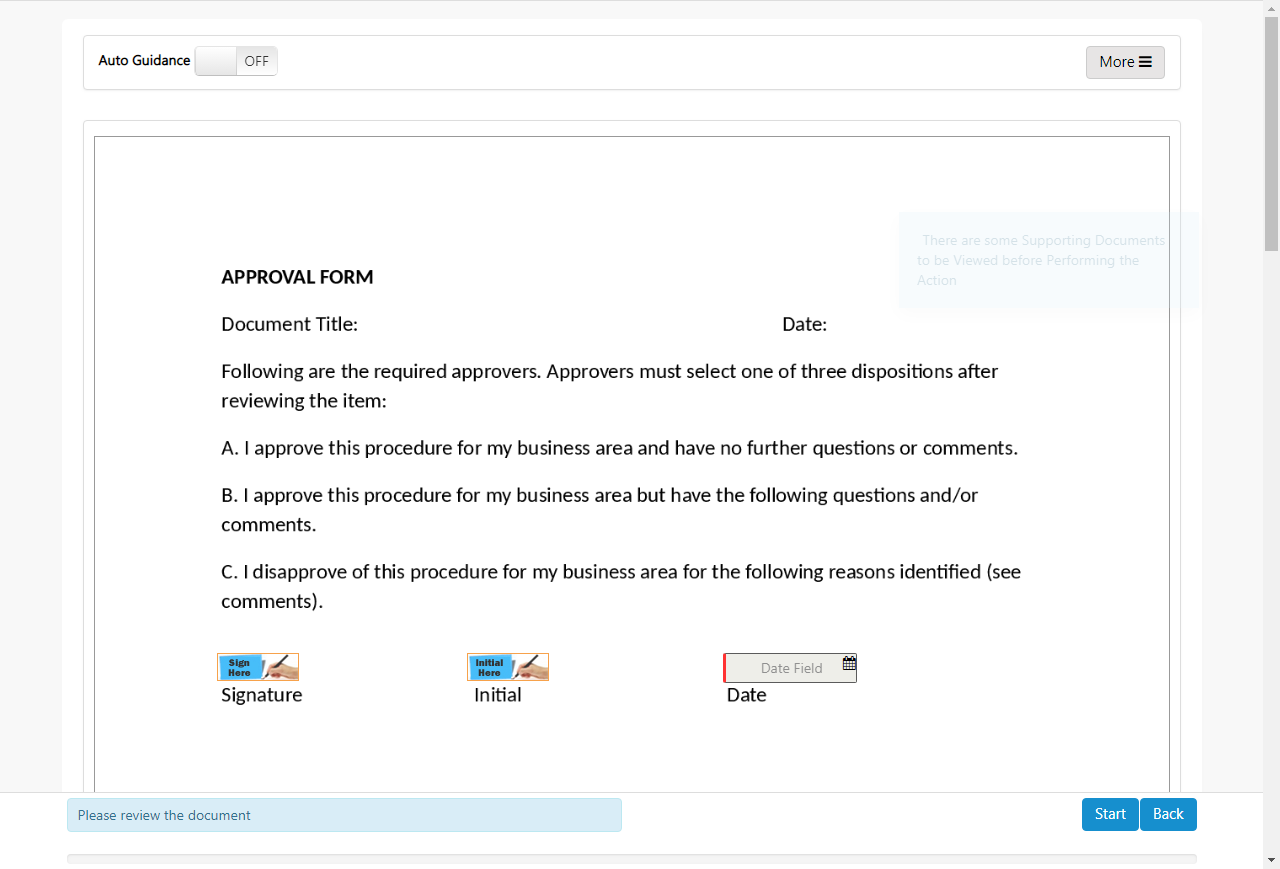 Auto Guidance OFF More
There are some Supporting Documents
to be Viewed before Performing the
Action
APPROVAL FORM
Document Title: Date:
Following are the required approvers. Approvers must select one of three dispositions after
reviewing the item:
A. I approve this procedure for my business area and have no further questions or comments.
B. I approve this procedure for my business area but have the following questions and/or
comments.
C. I disapprove of this procedure for my business area for the following reasons identified (see
comments).
Sign Here Initial Here Date Field
Signature Initial Date
Please review the document Start Back